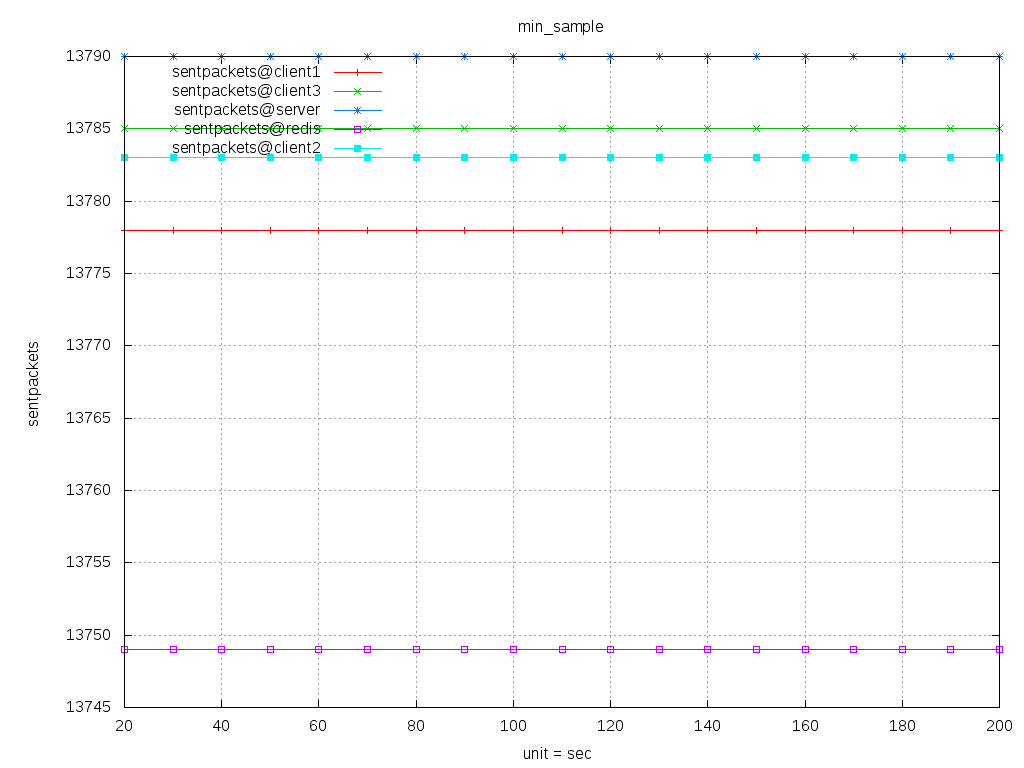 min_sample
13790
sentpackets@client1
sentpackets@client3
sentpackets@server
13785
sentpackets@redis
sentpackets@client2
13780
13775
13770
sentpackets
13765
13760
13755
13750
13745
20 40 60 80 100 120 140 160 180 200
unit = sec